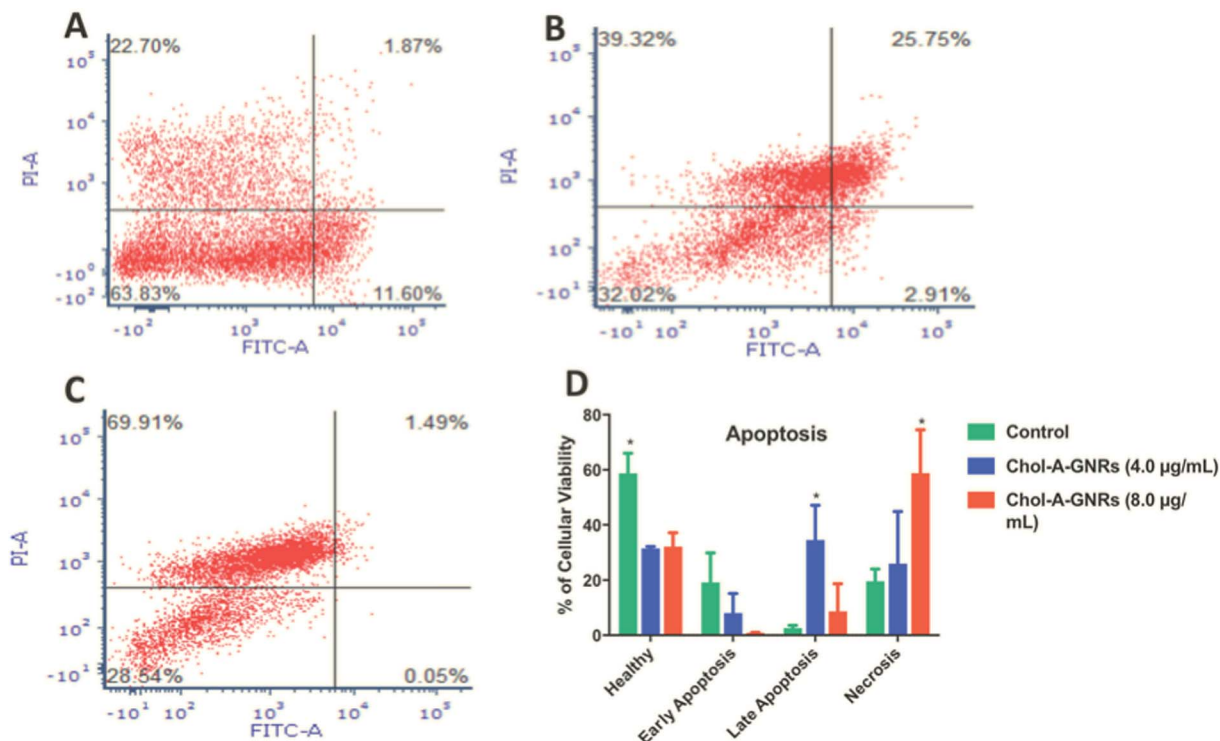 A
22.70%
1.87%
10⁵
10⁴
10³
-10⁰
-10²
PI-A
63.83%
11.60%
-10²
10³
10⁴
10⁵
FITC-A
B
39.32%
25.75%
10⁵
10⁴
10³
10²
-10¹
PI-A
32.02%
2.91%
-10¹
10²
10³
10⁴
10⁵
FITC-A
C
69.91%
1.49%
10⁵
10⁴
10³
10²
-10¹
PI-A
28.54%
0.05%
-10¹
10²
10³
10⁴
10⁵
FITC-A
D
Apoptosis
80
60
40
20
0
% of Cellular Viability
*
*
*
Healthy
Early Apoptosis
Late Apoptosis
Necrosis
Control
Chol-A-GNRs (4.0 µg/mL)
Chol-A-GNRs (8.0 µg/
mL)